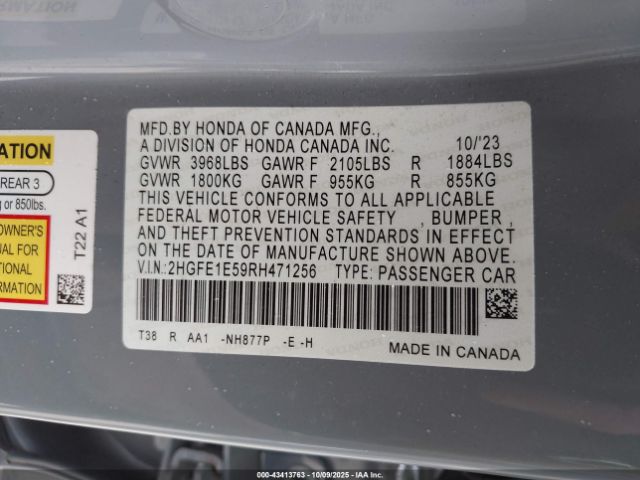 ATION
REAR 3
g or 850lbs.
OWNER'S
UAL FOR
TIONAL
MATION
T22 A1
MFD.BY HONDA OF CANADA MFG.,
A DIVISION OF HONDA CANADA INC. 10/'23
GVWR 3968LBS GAWR F 2105LBS R 1884LBS
GVWR 1800KG GAWR F 955KG R 855KG
THIS VEHICLE CONFORMS TO ALL APPLICABLE
FEDERAL MOTOR VEHICLE SAFETY , BUMPER ,
AND THEFT PREVENTION STANDARDS IN EFFECT
ON THE DATE OF MANUFACTURE SHOWN ABOVE.
V.I.N.:2HGFE1E59RH471256 TYPE: PASSENGER CAR
T38 R AA1 -NH877P -E -H
MADE IN CANADA
000-43413763 - 10/09/2025 - IAA Inc.